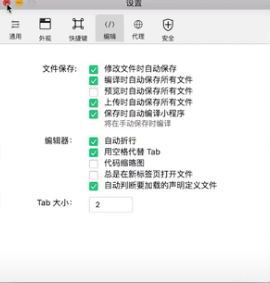 设置
通用 外观 快捷键 编辑 代理 安全
文件保存: 修改文件时自动保存
编译时自动保存所有文件
预览时自动保存所有文件
上传时自动保存所有文件
保存时自动编译小程序
将在手动保存时编译
编辑器: 自动折行
用空格代替 Tab
代码缩略图
总是在新标签页打开文件
自动判断要加载的声明定义文件
Tab 大小: 2